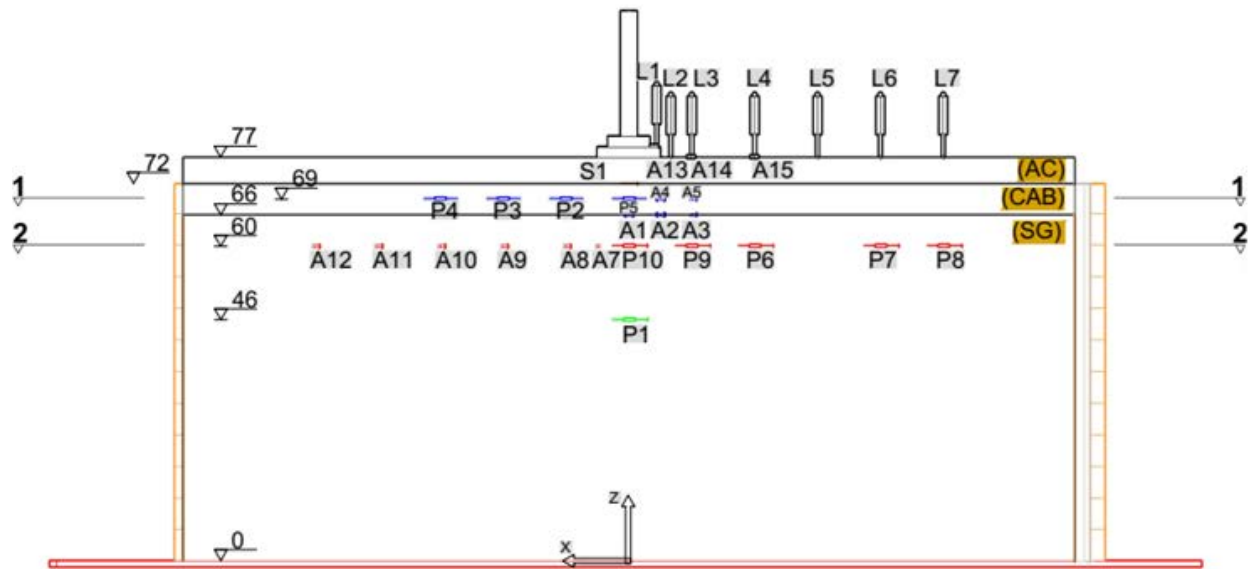 L1 L2 L3 L4 L5 L6 L7
77
72 S1 A13 A14 A15 (AC)
69
1 A4 A5 1
66 P4 P3 P2 P5 (CAB)
60 A1 A2 A3 (SG)
2 2
A12 A11 A10 A9 A8 A7 P10 P9 P6 P7 P8
46
P1
z
0
x